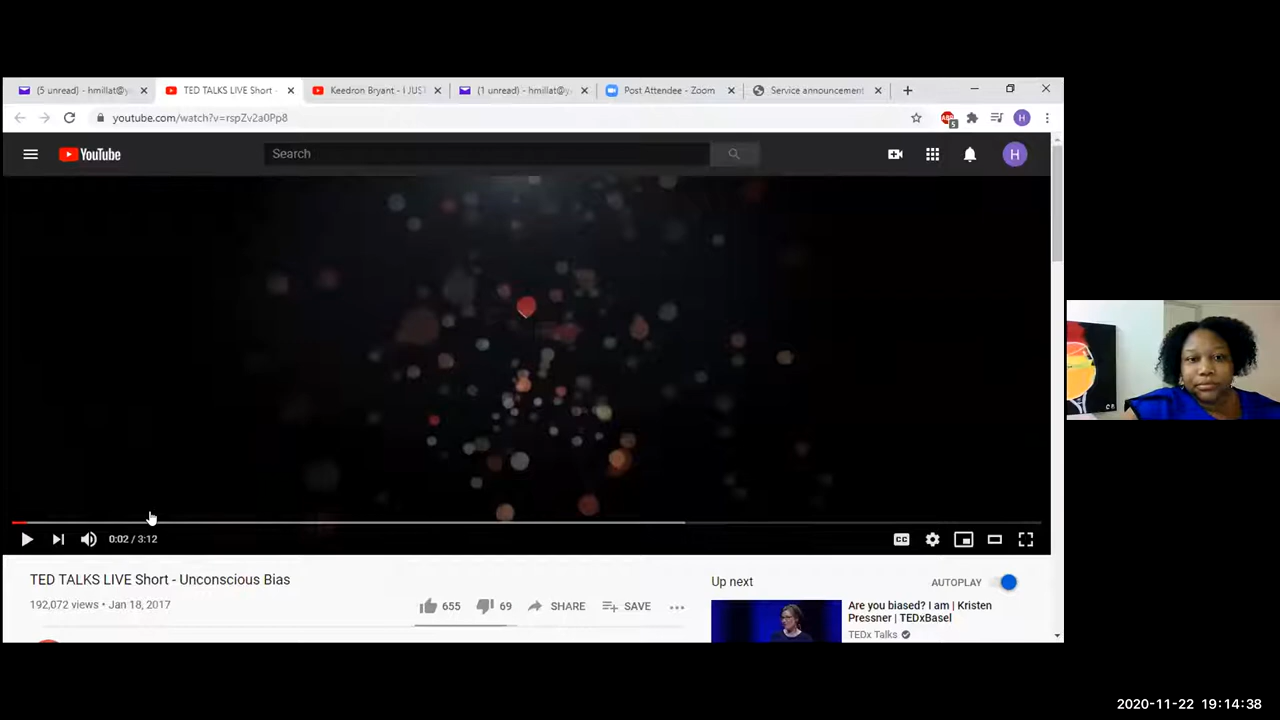 (5 unread) - hmillat@y
TED TALKS LIVE Short -
Keedron Bryant - I JUST
(1 unread) - hmillat@y
Post Attendee - Zoom
Service announcement
youtube.com/watch?v=rspZv2a0Pp8
ABP
5
H
YouTube
Search
H
0:02 / 3:12
CC
TED TALKS LIVE Short - Unconscious Bias
192,072 views • Jan 18, 2017
655
69
SHARE
SAVE
Up next
AUTOPLAY
Are you biased? I am | Kristen
Pressner | TEDxBasel
TEDx Talks
2020-11-22 19:14:38